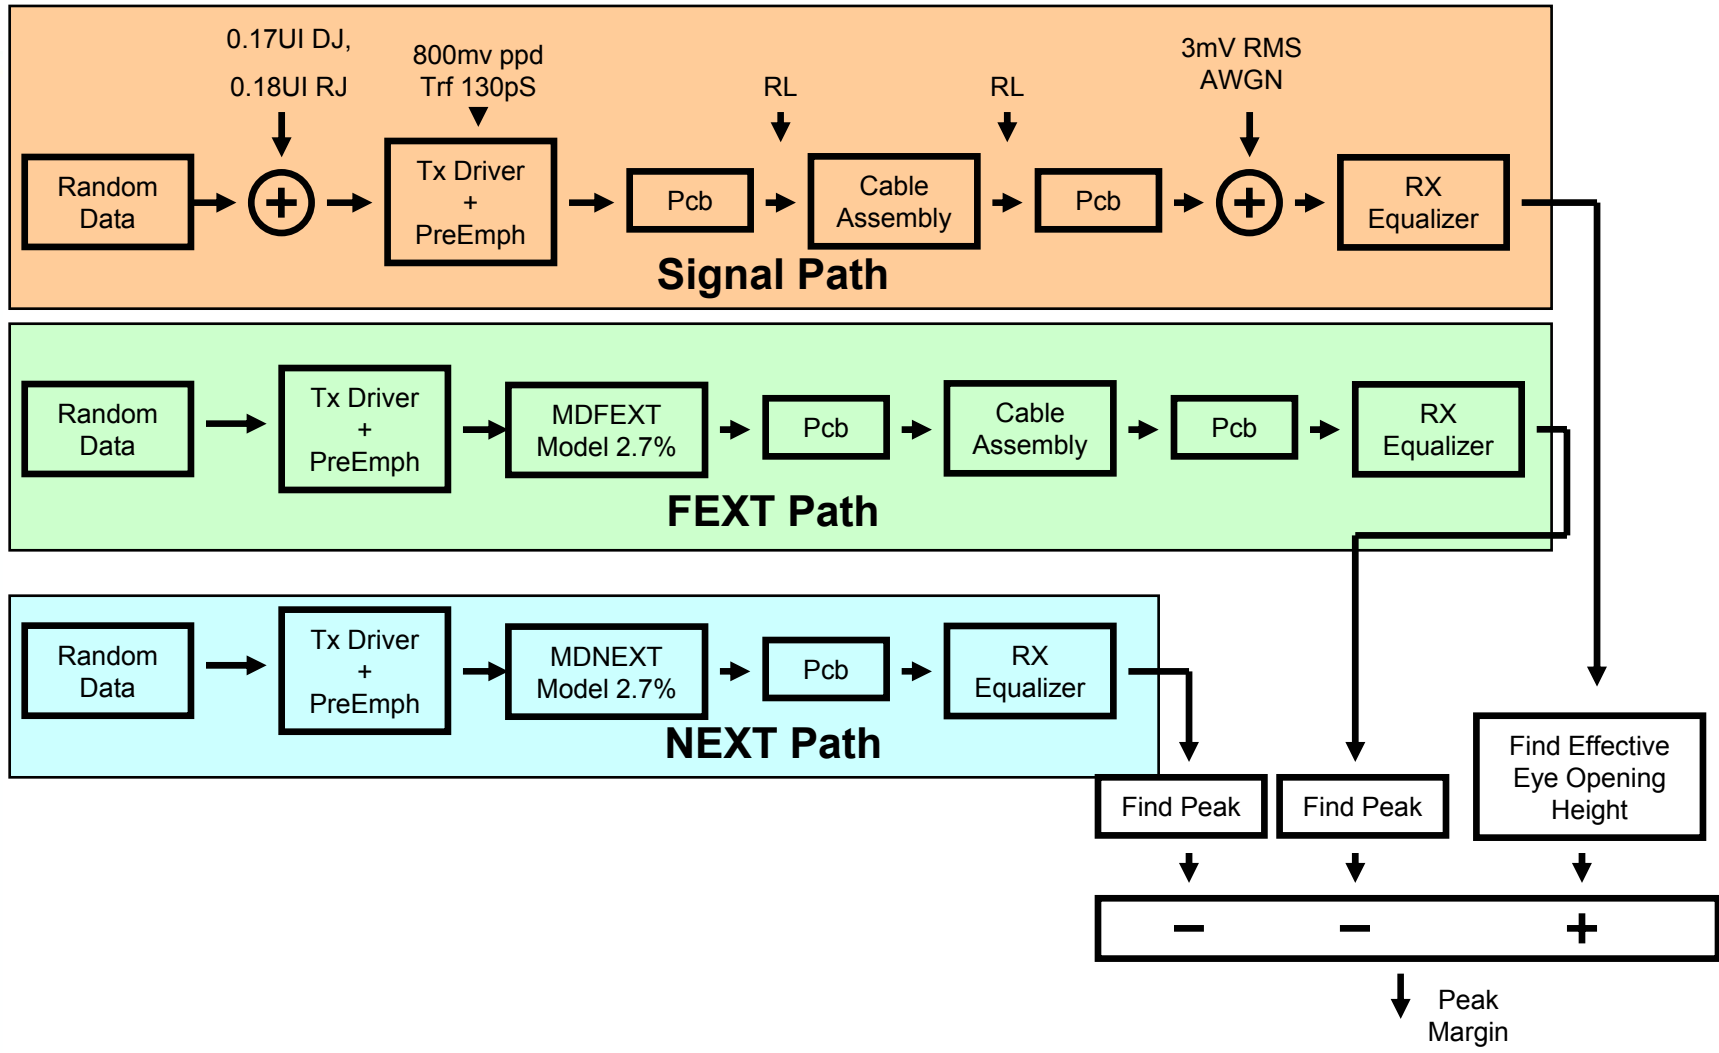 0.17UI DJ,
0.18UI RJ
800mv ppd
Trf 130pS
RL
RL
3mV RMS
AWGN
Random
Data
+
Tx Driver
+
PreEmph
Pcb
Cable
Assembly
Pcb
+
RX
Equalizer
Signal Path
Random
Data
Tx Driver
+
PreEmph
MDFEXT
Model 2.7%
Pcb
Cable
Assembly
Pcb
RX
Equalizer
FEXT Path
Random
Data
Tx Driver
+
PreEmph
MDNEXT
Model 2.7%
Pcb
RX
Equalizer
NEXT Path
Find Peak
Find Peak
Find Effective
Eye Opening
Height
− − +
Peak
Margin